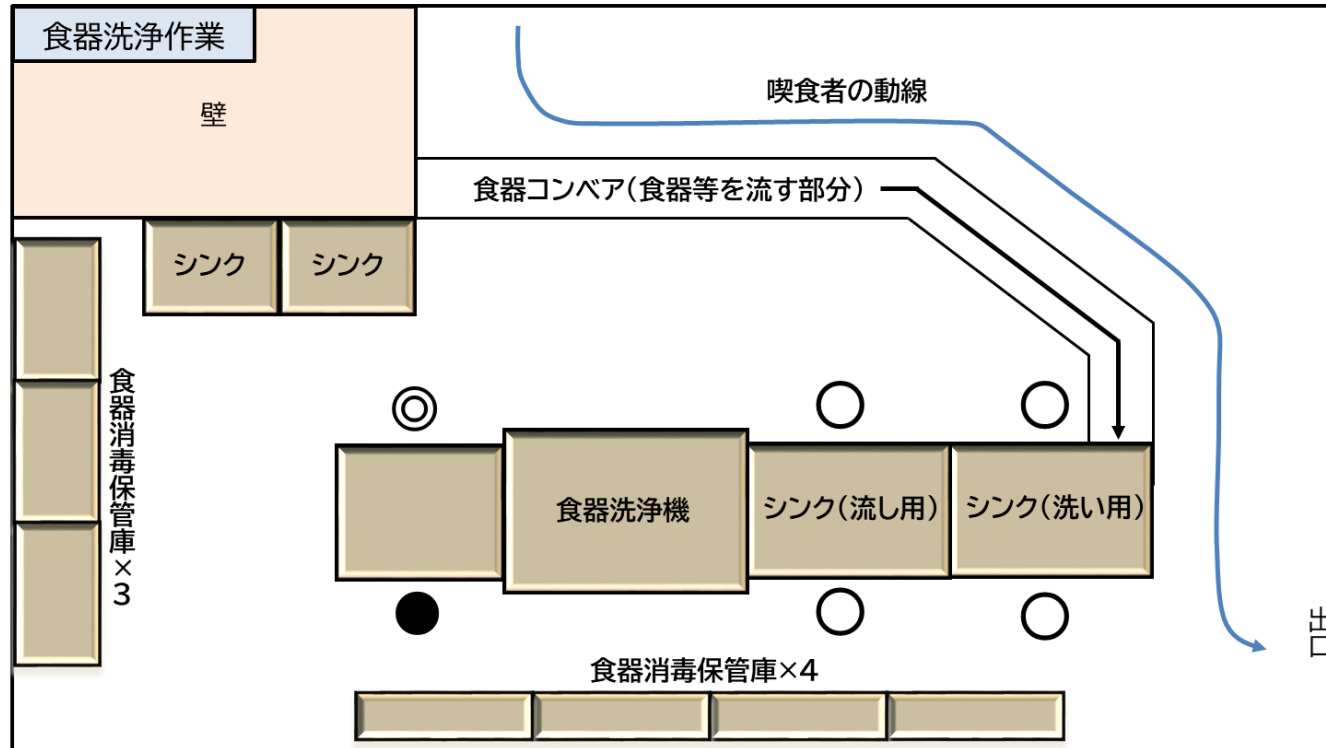 食器洗浄作業
壁
喫食者の動線
食器コンベア(食器等を流す部分)
シンク
シンク
食器消毒保管庫×3
食器洗浄機
シンク(流し用)
シンク(洗い用)
出口
食器消毒保管庫×4